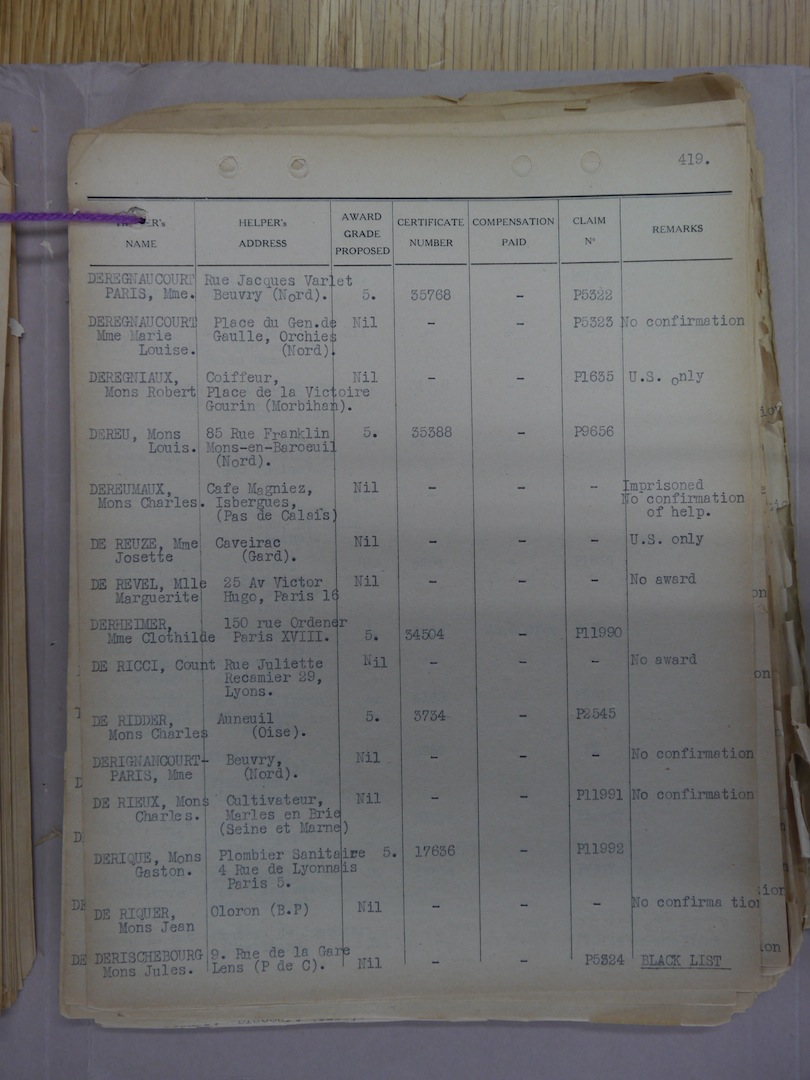 419.
HELPER's HELPER's AWARD CERTIFICATE COMPENSATION CLAIM REMARKS
GRADE
NAME ADDRESS PROPOSED NUMBER PAID No
DEREGNAUCOURT Rue Jacques Varlet
PARIS, Mme. Beuvry (Nord). 5. 35768 - P5322
DEREGNAUCOURT Place du Gen.de Nil - - P5323 No confirmation
Mme Marie Gaulle, Orchies
Louise. (Nord).
DEREGNIAUX, Coiffeur, Nil - - P1635 U.S. only
Mons Robert Place de la Victoire
Gourin (Morbihan).
DEREU, Mons 85 Rue Franklin 5. 35388 - P9656
Louis. Mons-en-Baroeuil
(Nord).
DEREUMAUX, Cafe Magniez, Nil - - - Imprisoned
Mons Charles. Isbergues, No confirmation
(Pas de Calais) of help.
DE REUZE, Mme Caveirac Nil - - - U.S. only
Josette (Gard).
DE REVEL, Mlle 25 Av Victor Nil - - - No award
Marguerite Hugo, Paris 16
DERHEIMER, 150 rue Ordener
Mme Clothilde Paris XVIII. 5. 34504 - P11990
DE RICCI, Count Rue Juliette Nil - - - No award
Recamier 29,
Lyons.
DE RIDDER, Auneuil 5. 3734 - P2545
Mons Charles (Oise).
DERIGNANCOURT- Beuvry, Nil - - - No confirmation
PARIS, Mme (Nord).
DE RIEUX, Mons Cultivateur, Nil - - P11991 No confirmation
Charles. Marles en Brie
(Seine et Marne)
DERIQUE, Mons Plombier Sanitaire 5. 17636 - P11992
Gaston. 4 Rue de Lyonnais
Paris 5.
DE RIQUER, Oloron (B.P) Nil - - - No confirmatio
Mons Jean
DERISCHEBOURG 9. Rue de la Gare
Mons Jules. Lens (P de C). Nil - - P5324 BLACK LIST